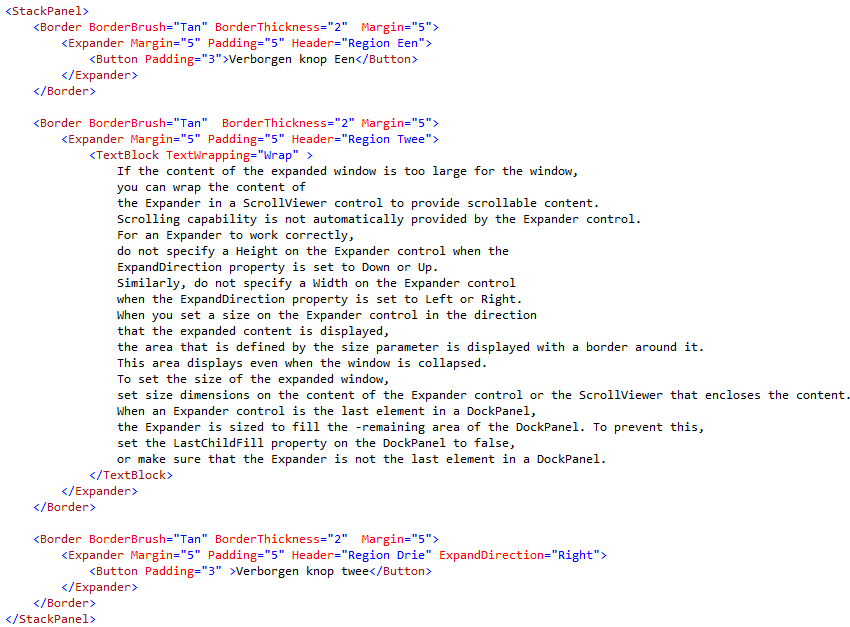 <StackPanel>
    <Border BorderBrush="Tan" BorderThickness="2"  Margin="5">
        <Expander Margin="5" Padding="5" Header="Region Een">
            <Button Padding="3">Verborgen knop Een</Button>
        </Expander>
    </Border>

    <Border BorderBrush="Tan"  BorderThickness="2" Margin="5">
        <Expander Margin="5" Padding="5" Header="Region Twee">
            <TextBlock TextWrapping="Wrap" >
                If the content of the expanded window is too large for the window,
                you can wrap the content of
                the Expander in a ScrollViewer control to provide scrollable content.
                Scrolling capability is not automatically provided by the Expander control.
                For an Expander to work correctly,
                do not specify a Height on the Expander control when the
                ExpandDirection property is set to Down or Up.
                Similarly, do not specify a Width on the Expander control
                when the ExpandDirection property is set to Left or Right.
                When you set a size on the Expander control in the direction
                that the expanded content is displayed,
                the area that is defined by the size parameter is displayed with a border around it.
                This area displays even when the window is collapsed.
                To set the size of the expanded window,
                set size dimensions on the content of the Expander control or the ScrollViewer that encloses the content.
                When an Expander control is the last element in a DockPanel,
                the Expander is sized to fill the -remaining area of the DockPanel. To prevent this,
                set the LastChildFill property on the DockPanel to false,
                or make sure that the Expander is not the last element in a DockPanel.
            </TextBlock>
        </Expander>
    </Border>

    <Border BorderBrush="Tan" BorderThickness="2"  Margin="5">
        <Expander Margin="5" Padding="5" Header="Region Drie" ExpandDirection="Right">
            <Button Padding="3" >Verborgen knop twee</Button>
        </Expander>
    </Border>
</StackPanel>